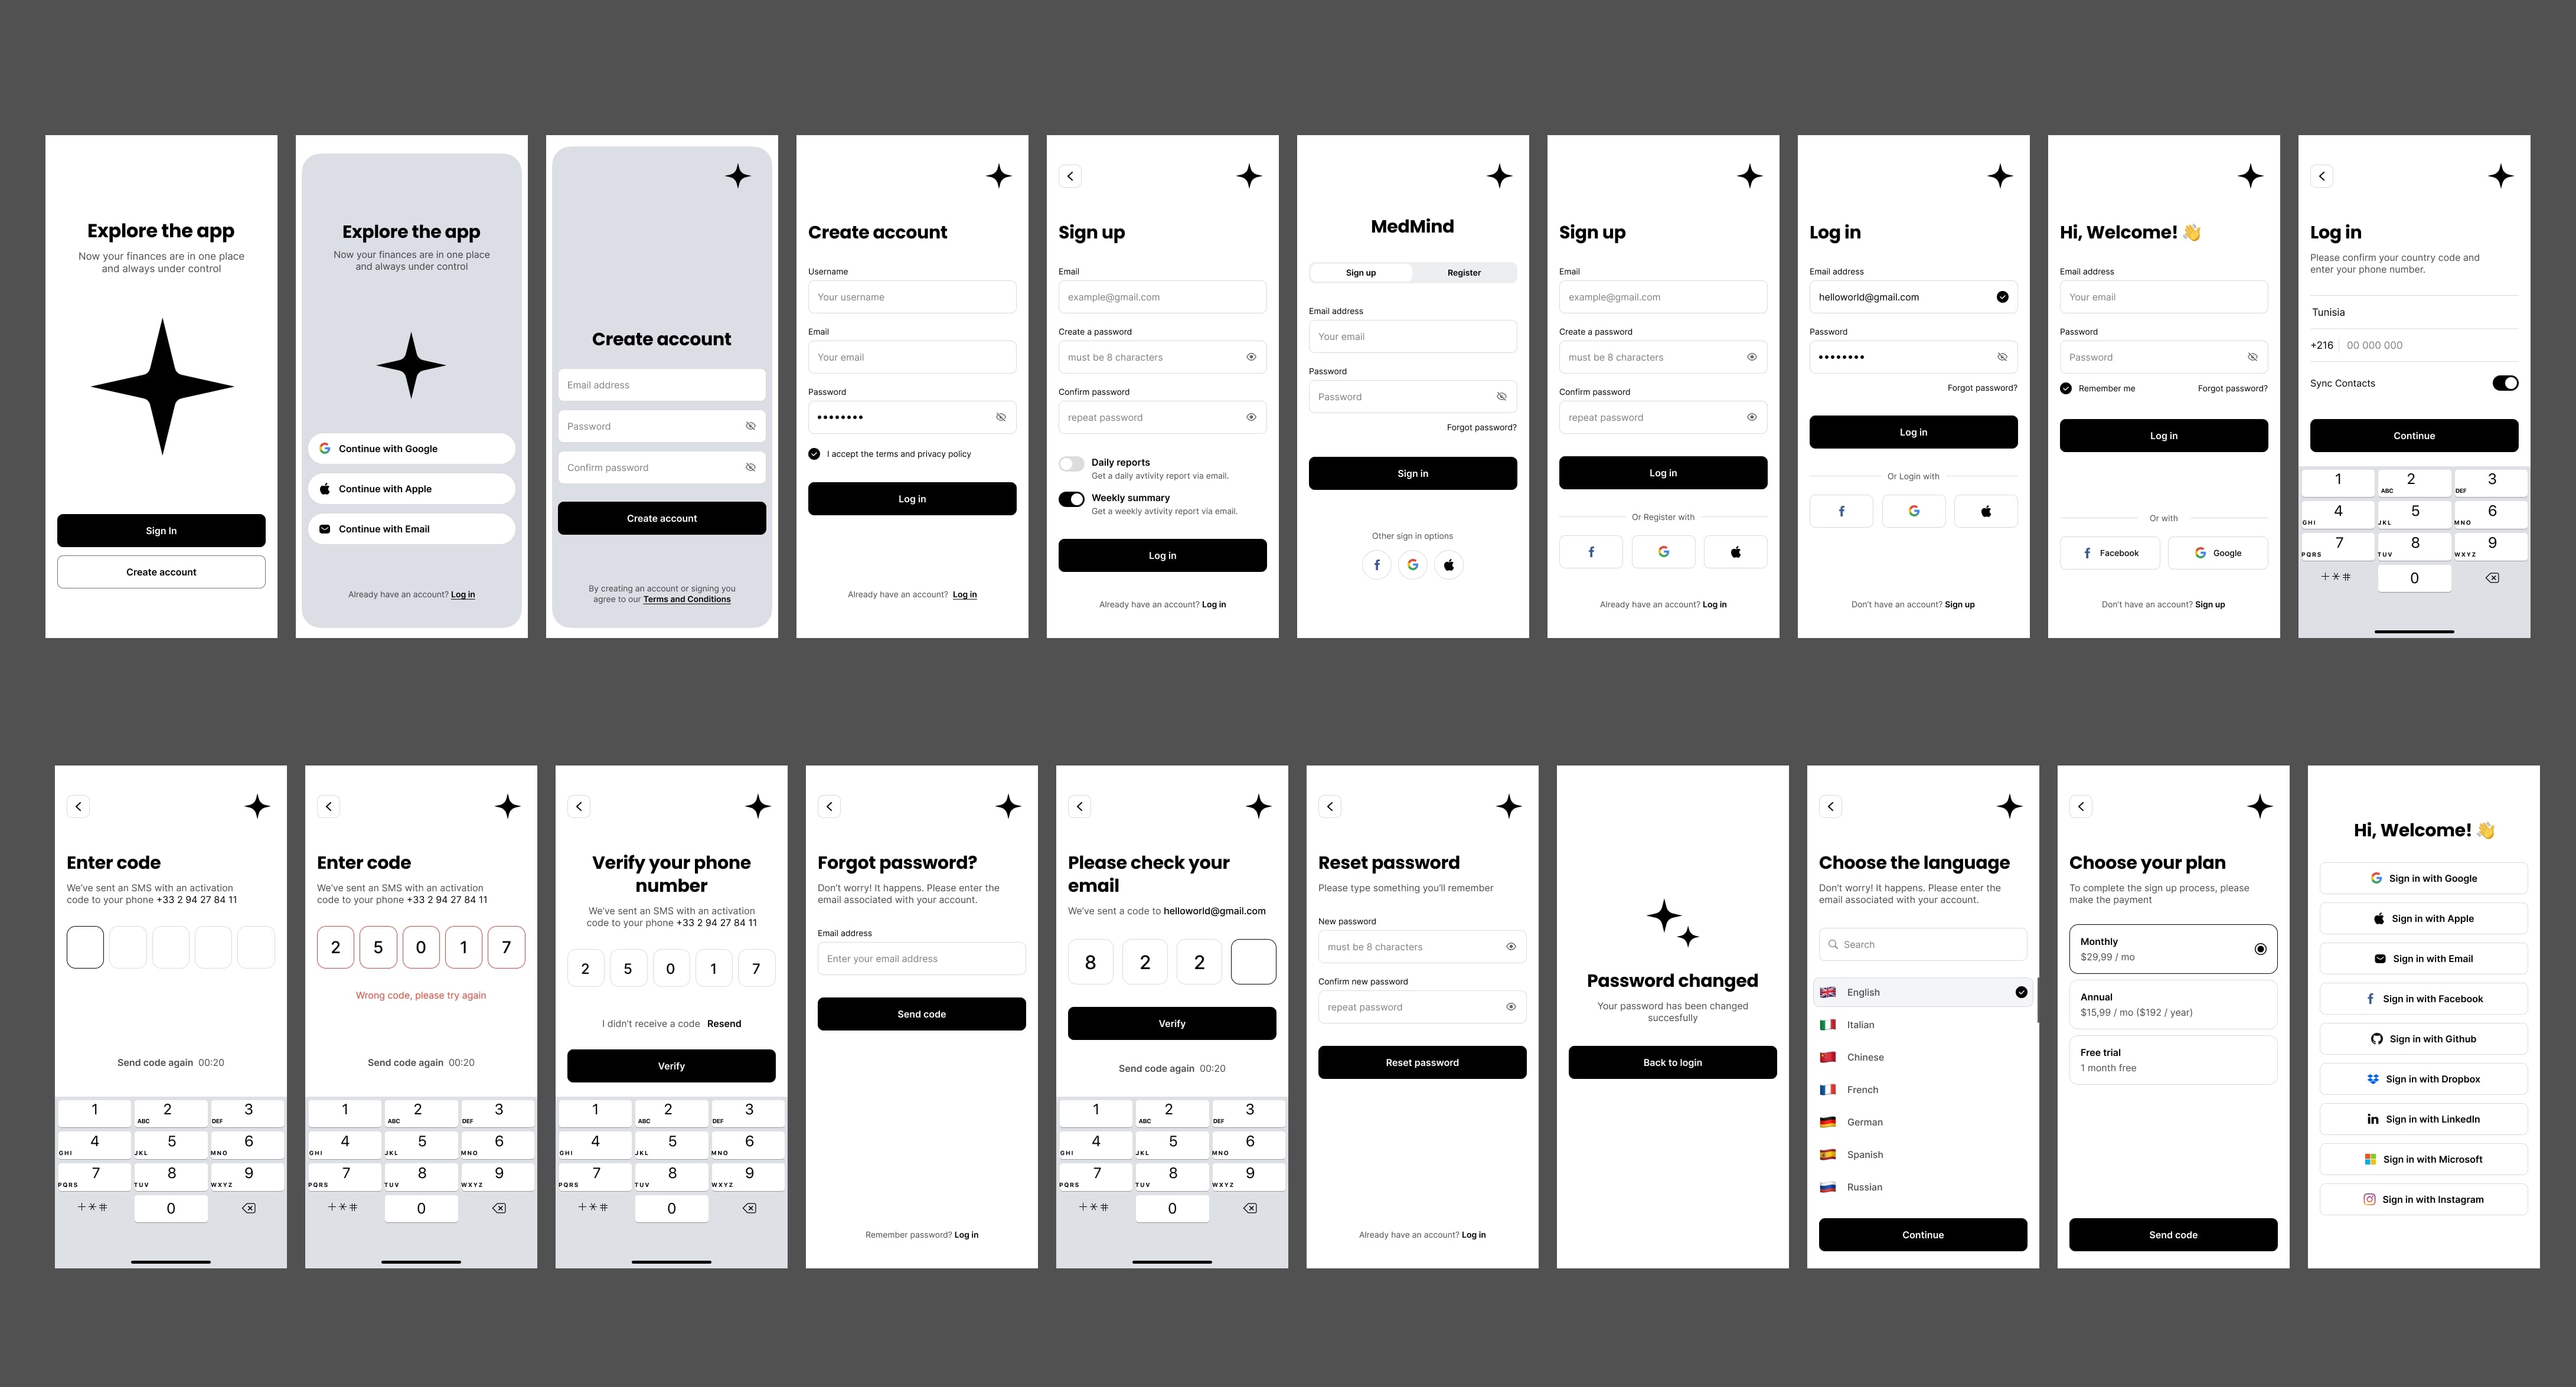 Explore the app
Now your finances are in one place
and always under control
Sign In
Create account
Explore the app
Now your finances are in one place
and always under control
Continue with Google
Continue with Apple
Continue with Email
Already have an account? Log in
Create account
Email address
Password
Confirm password
Create account
By creating an account or signing you
agree to our Terms and Conditions
Create account
Username
Your username
Email
Your email
Password
I accept the terms and privacy policy
Log in
Already have an account? Log in
Sign up
Email
example@gmail.com
Create a password
must be 8 characters
Confirm password
repeat password
Daily reports
Get a daily avtivity report via email.
Weekly summary
Get a weekly avtivity report via email.
Log in
Already have an account? Log in
MedMind
Sign up
Register
Email address
Your email
Password
Password
Forgot password?
Sign in
Other sign in options
Sign up
Email
example@gmail.com
Create a password
must be 8 characters
Confirm password
repeat password
Log in
Or Register with
Already have an account? Log in
Log in
Email address
helloworld@gmail.com
Password
Forgot password?
Log in
Or Login with
Don't have an account? Sign up
Hi, Welcome! 👋
Email address
Your email
Password
Password
Remember me
Forgot password?
Log in
Or with
Facebook
Google
Don't have an account? Sign up
Log in
Please confirm your country code and
enter your phone number.
Tunisia
+216 00 000 000
Sync Contacts
Continue
1 2 3
ABC DEF
4 5 6
GHI JKL MNO
7 8 9
PQRS TUV WXYZ
+*# 0
Enter code
We've sent an SMS with an activation
code to your phone +33 2 94 27 84 11
Send code again 00:20
1 2 3
ABC DEF
4 5 6
GHI JKL MNO
7 8 9
PQRS TUV WXYZ
+*# 0
Enter code
We've sent an SMS with an activation
code to your phone +33 2 94 27 84 11
2 5 0 1 7
Wrong code, please try again
Send code again 00:20
1 2 3
ABC DEF
4 5 6
GHI JKL MNO
7 8 9
PQRS TUV WXYZ
+*# 0
Verify your phone
number
We've sent an SMS with an activation
code to your phone +33 2 94 27 84 11
2 5 0 1 7
I didn't receive a code Resend
Verify
1 2 3
ABC DEF
4 5 6
GHI JKL MNO
7 8 9
PQRS TUV WXYZ
+*# 0
Forgot password?
Don't worry! It happens. Please enter the
email associated with your account.
Email address
Enter your email address
Send code
Remember password? Log in
Please check your
email
We've sent a code to helloworld@gmail.com
8 2 2
Verify
Send code again 00:20
1 2 3
ABC DEF
4 5 6
GHI JKL MNO
7 8 9
PQRS TUV WXYZ
+*# 0
Reset password
Please type something you'll remember
New password
must be 8 characters
Confirm new password
repeat password
Reset password
Already have an account? Log in
Password changed
Your password has been changed
succesfully
Back to login
Choose the language
Don't worry! It happens. Please enter the
email associated with your account.
Search
English
Italian
Chinese
French
German
Spanish
Russian
Continue
Choose your plan
To complete the sign up process, please
make the payment
Monthly
$29,99 / mo
Annual
$15,99 / mo ($192 / year)
Free trial
1 month free
Send code
Hi, Welcome! 👋
Sign in with Google
Sign in with Apple
Sign in with Email
Sign in with Facebook
Sign in with Github
Sign in with Dropbox
Sign in with LinkedIn
Sign in with Microsoft
Sign in with Instagram